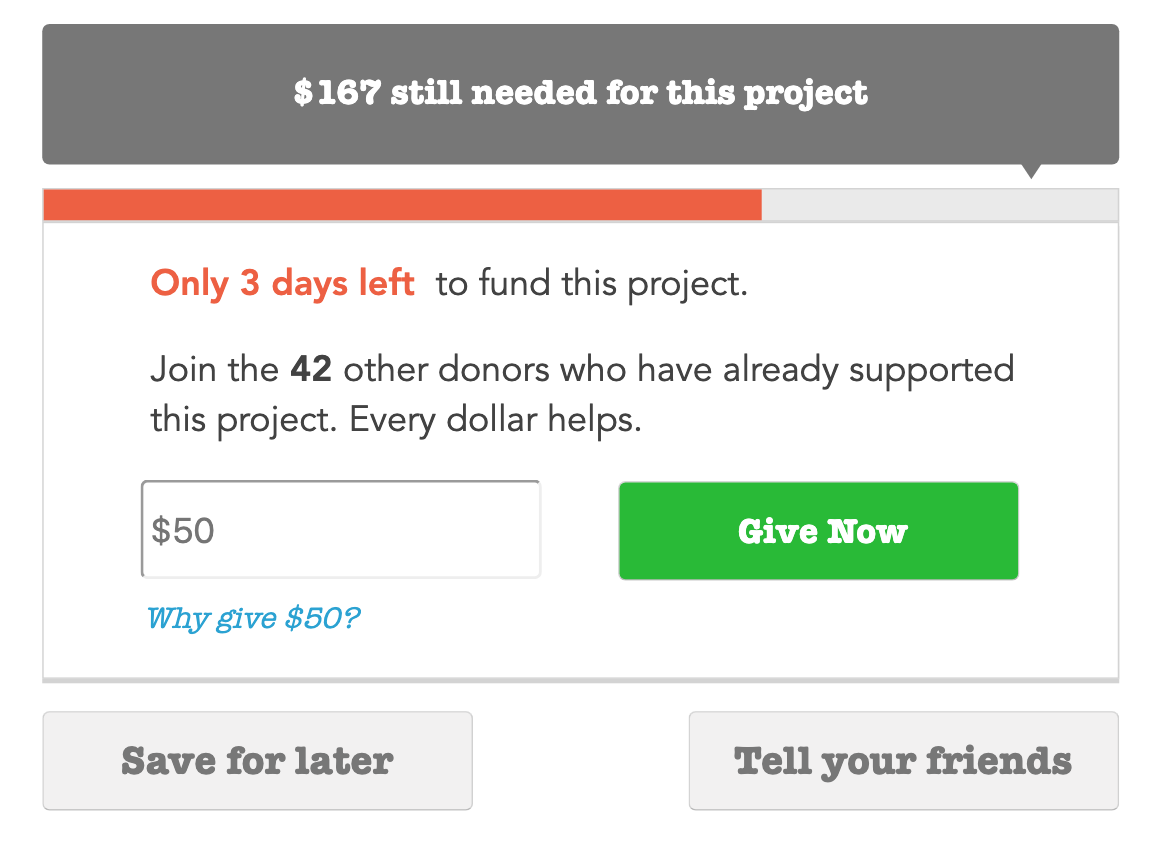 $167 still needed for this project
Only 3 days left to fund this project.
Join the 42 other donors who have already supported
this project. Every dollar helps.
$50
Give Now
Why give $50?
Save for later
Tell your friends